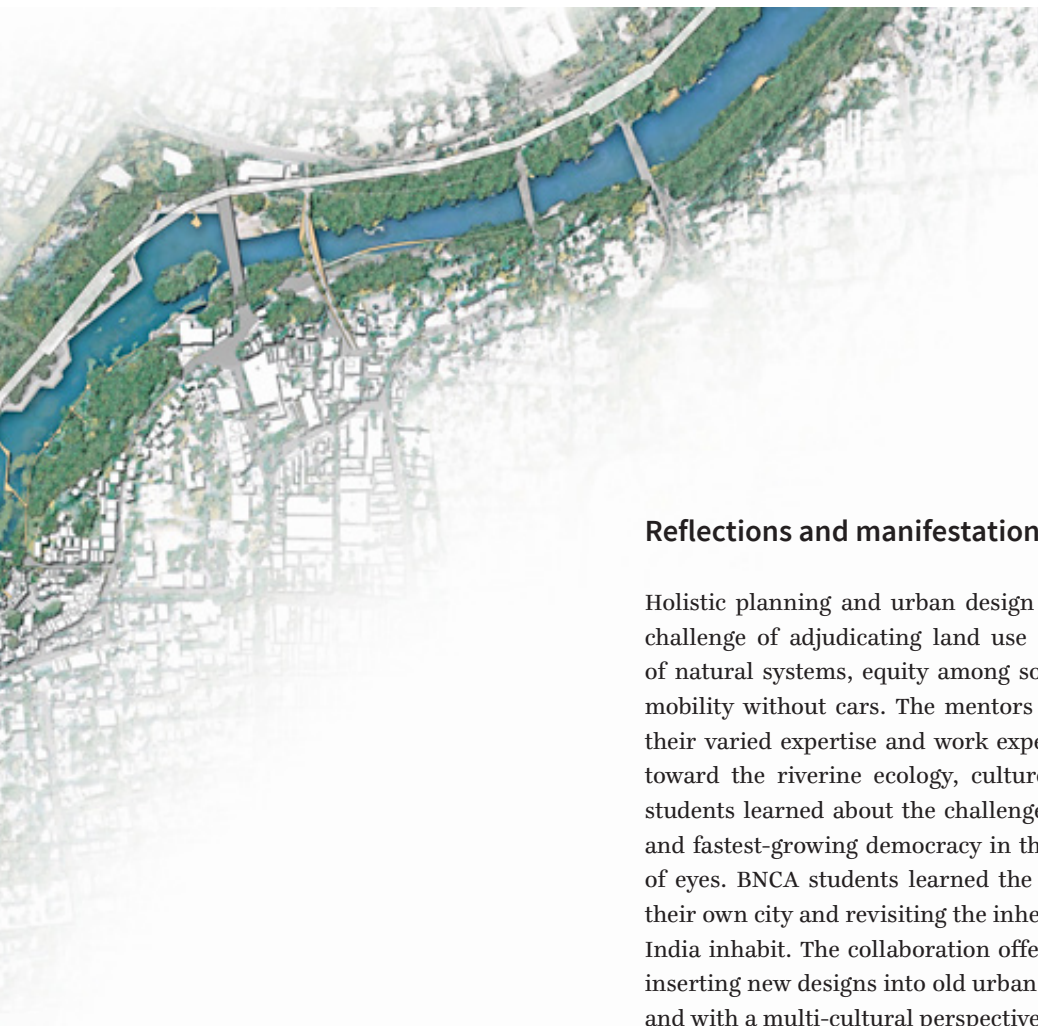 Reflections and manifestation
Holistic planning and urban design
challenge of adjudicating land use
of natural systems, equity among so
mobility without cars. The mentors
their varied expertise and work expe
toward the riverine ecology, culture
students learned about the challenge
and fastest-growing democracy in th
of eyes. BNCA students learned the
their own city and revisiting the inhe
India inhabit. The collaboration offe
inserting new designs into old urban
and with a multi-cultural perspective